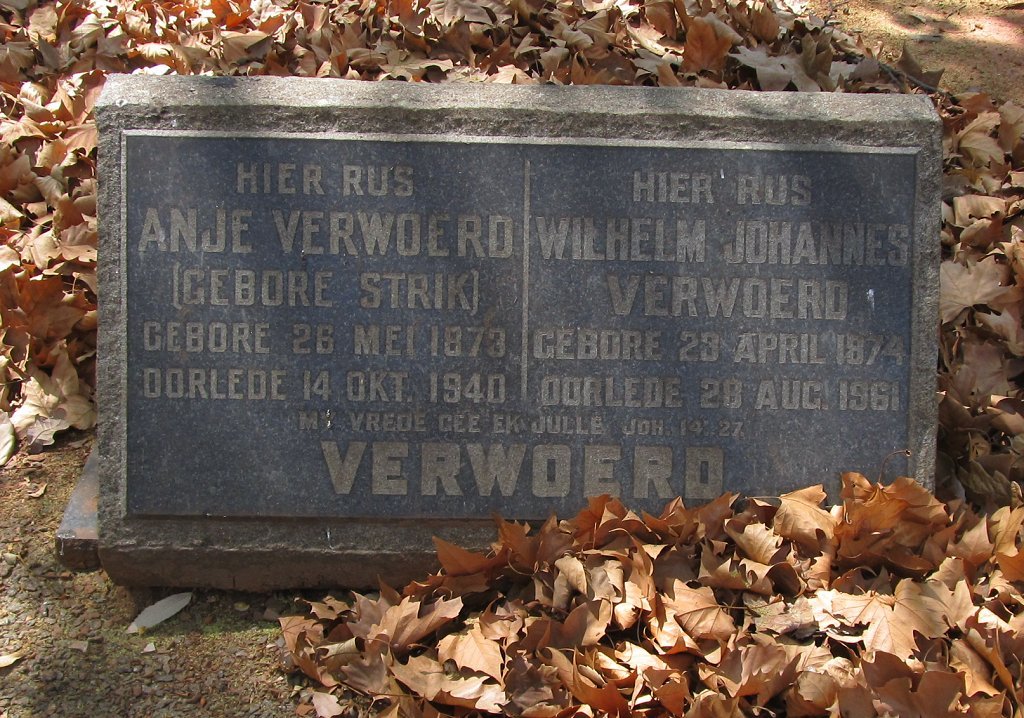 HIER RUS
ANJE VERWOERD
(GEBORE STRIK)
GEBORE 26 MEI 1873
OORLEDE 14 OKT. 1940
HIER RUS
WILHELM JOHANNES
VERWOERD
GEBORE 23 APRIL 1874
OORLEDE 28 AUG. 1961
MY VREDE GEE EK JULLE JOH. 14:27
VERWOERD